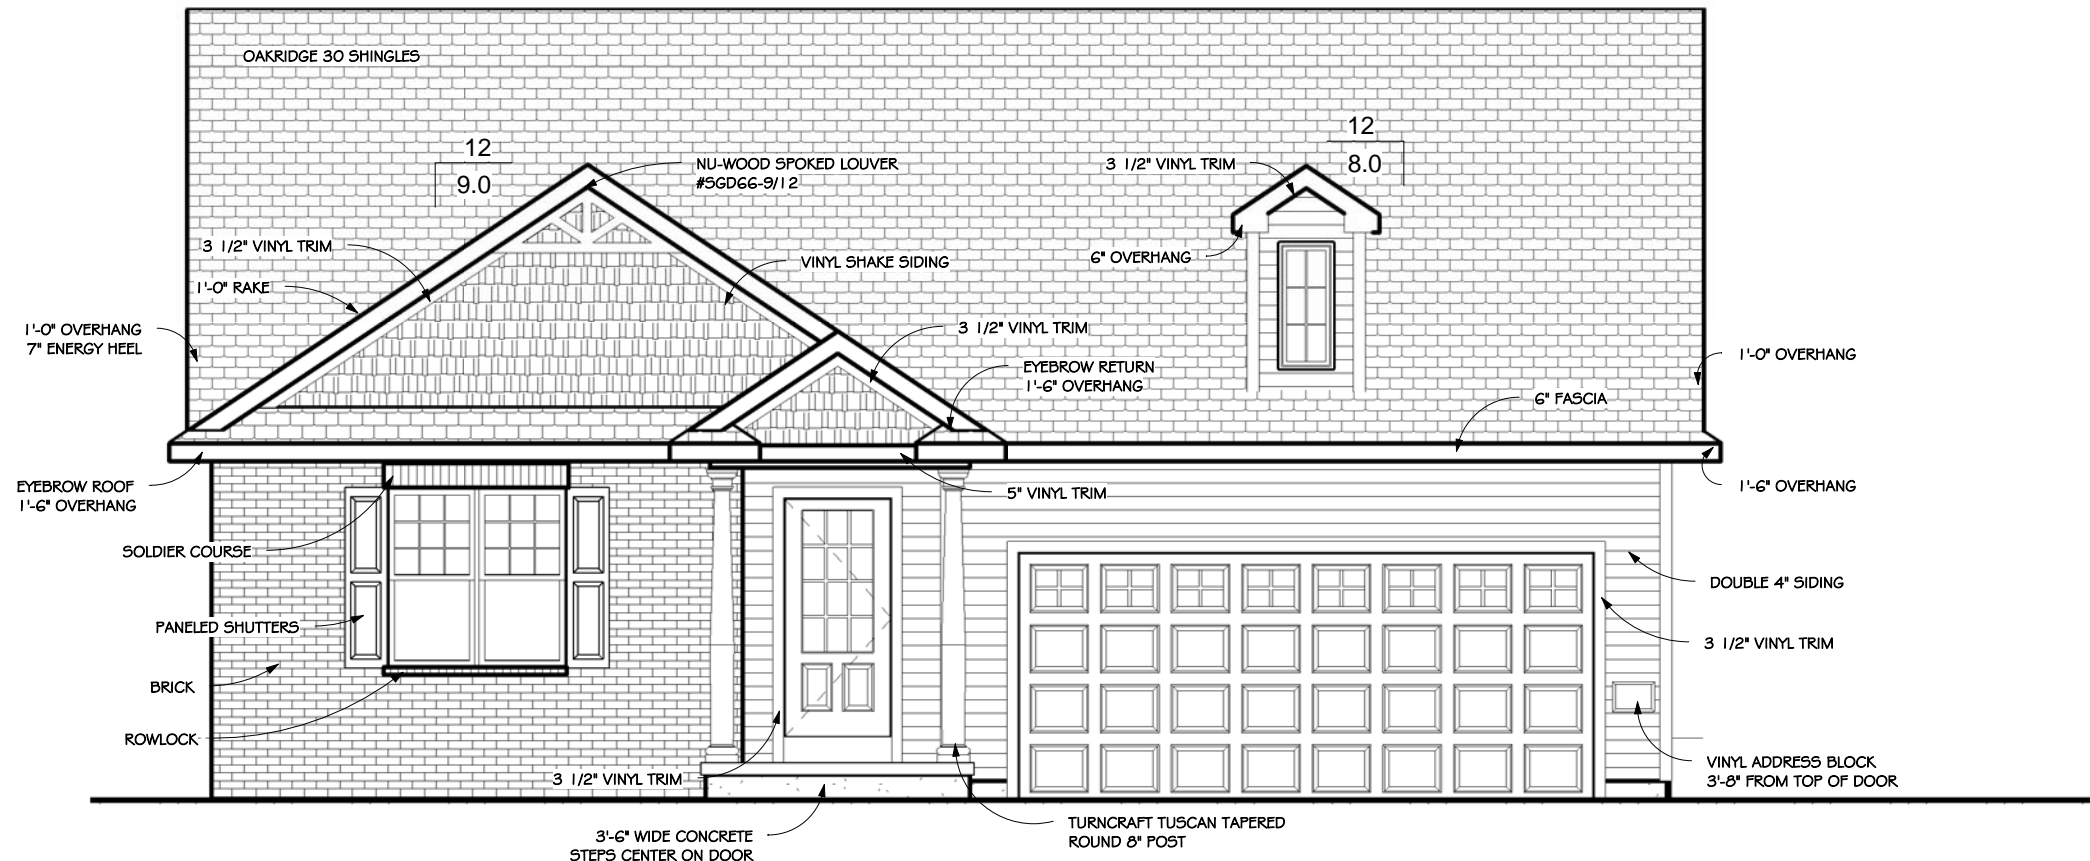 OAKRIDGE 30 SHINGLES
12
9.0
NU-WOOD SPOKED LOUVER
#SGD66-9/12
3 1/2" VINYL TRIM
12
8.0
3 1/2" VINYL TRIM
1'-0" RAKE
VINYL SHAKE SIDING
6" OVERHANG
1'-0" OVERHANG
7" ENERGY HEEL
3 1/2" VINYL TRIM
EYEBROW RETURN
1'-6" OVERHANG
1'-0" OVERHANG
6" FASCIA
EYEBROW ROOF
1'-6" OVERHANG
5" VINYL TRIM
1'-6" OVERHANG
SOLDIER COURSE
DOUBLE 4" SIDING
PANELED SHUTTERS
3 1/2" VINYL TRIM
BRICK
ROWLOCK
3 1/2" VINYL TRIM
VINYL ADDRESS BLOCK
3'-8" FROM TOP OF DOOR
3'-6" WIDE CONCRETE
STEPS CENTER ON DOOR
TURNCRAFT TUSCAN TAPERED
ROUND 8" POST